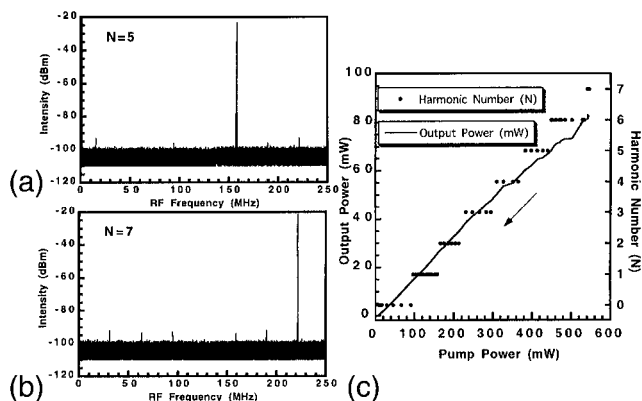 (a)
N=5
Intensity (dBm)
-20
-40
-60
-80
-100
-120
0 50 100 150 200 250
RF Frequency (MHz)
(b)
N=7
Intensity (dBm)
-20
-40
-60
-80
-100
-120
0 50 100 150 200 250
RF Frequency (MHz)
(c)
Harmonic Number (N)
Output Power (mW)
Output Power (mW)
100
80
60
40
20
0
0 100 200 300 400 500 600
Pump Power (mW)
7
6
5
4
3
2
1
0
Harmonic Number (N)